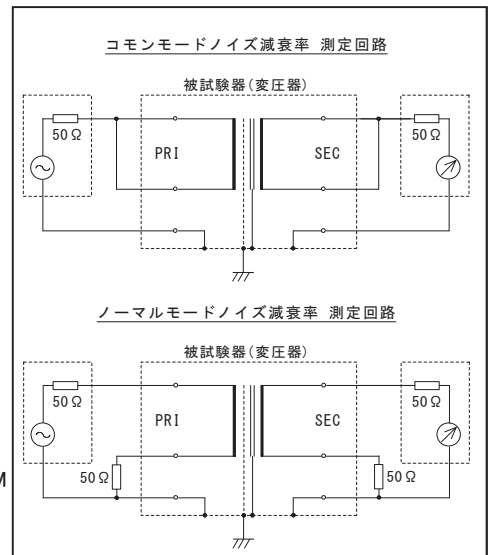 コモンモードノイズ減衰率 測定回路
被試験器(変圧器)
50Ω
PRI
SEC
50Ω
ノーマルモードノイズ減衰率 測定回路
被試験器(変圧器)
50Ω
PRI
SEC
50Ω
50Ω
50Ω
M